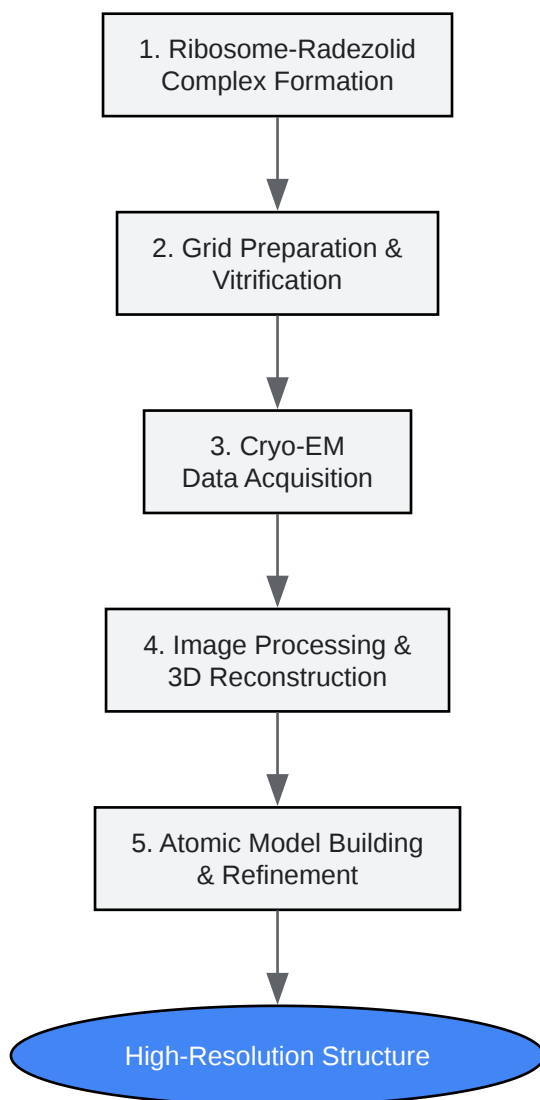 1. Ribosome-Radezolid
Complex Formation
2. Grid Preparation &
Vitrification
3. Cryo-EM
Data Acquisition
4. Image Processing &
3D Reconstruction
5. Atomic Model Building
& Refinement
High-Resolution Structure